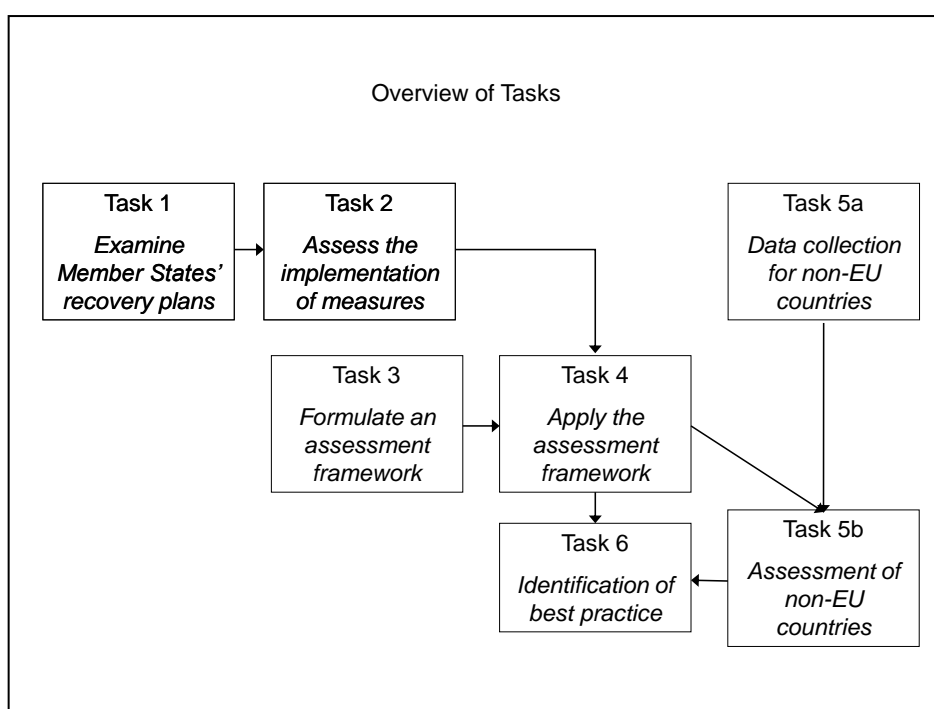 Overview of Tasks
Task 1
Examine
Member States’
recovery plans
Task 2
Assess the
implementation
of measures
Task 5a
Data collection
for non-EU
countries
Task 3
Formulate an
assessment
framework
Task 4
Apply the
assessment
framework
Task 6
Identification of
best practice
Task 5b
Assessment of
non-EU
countries